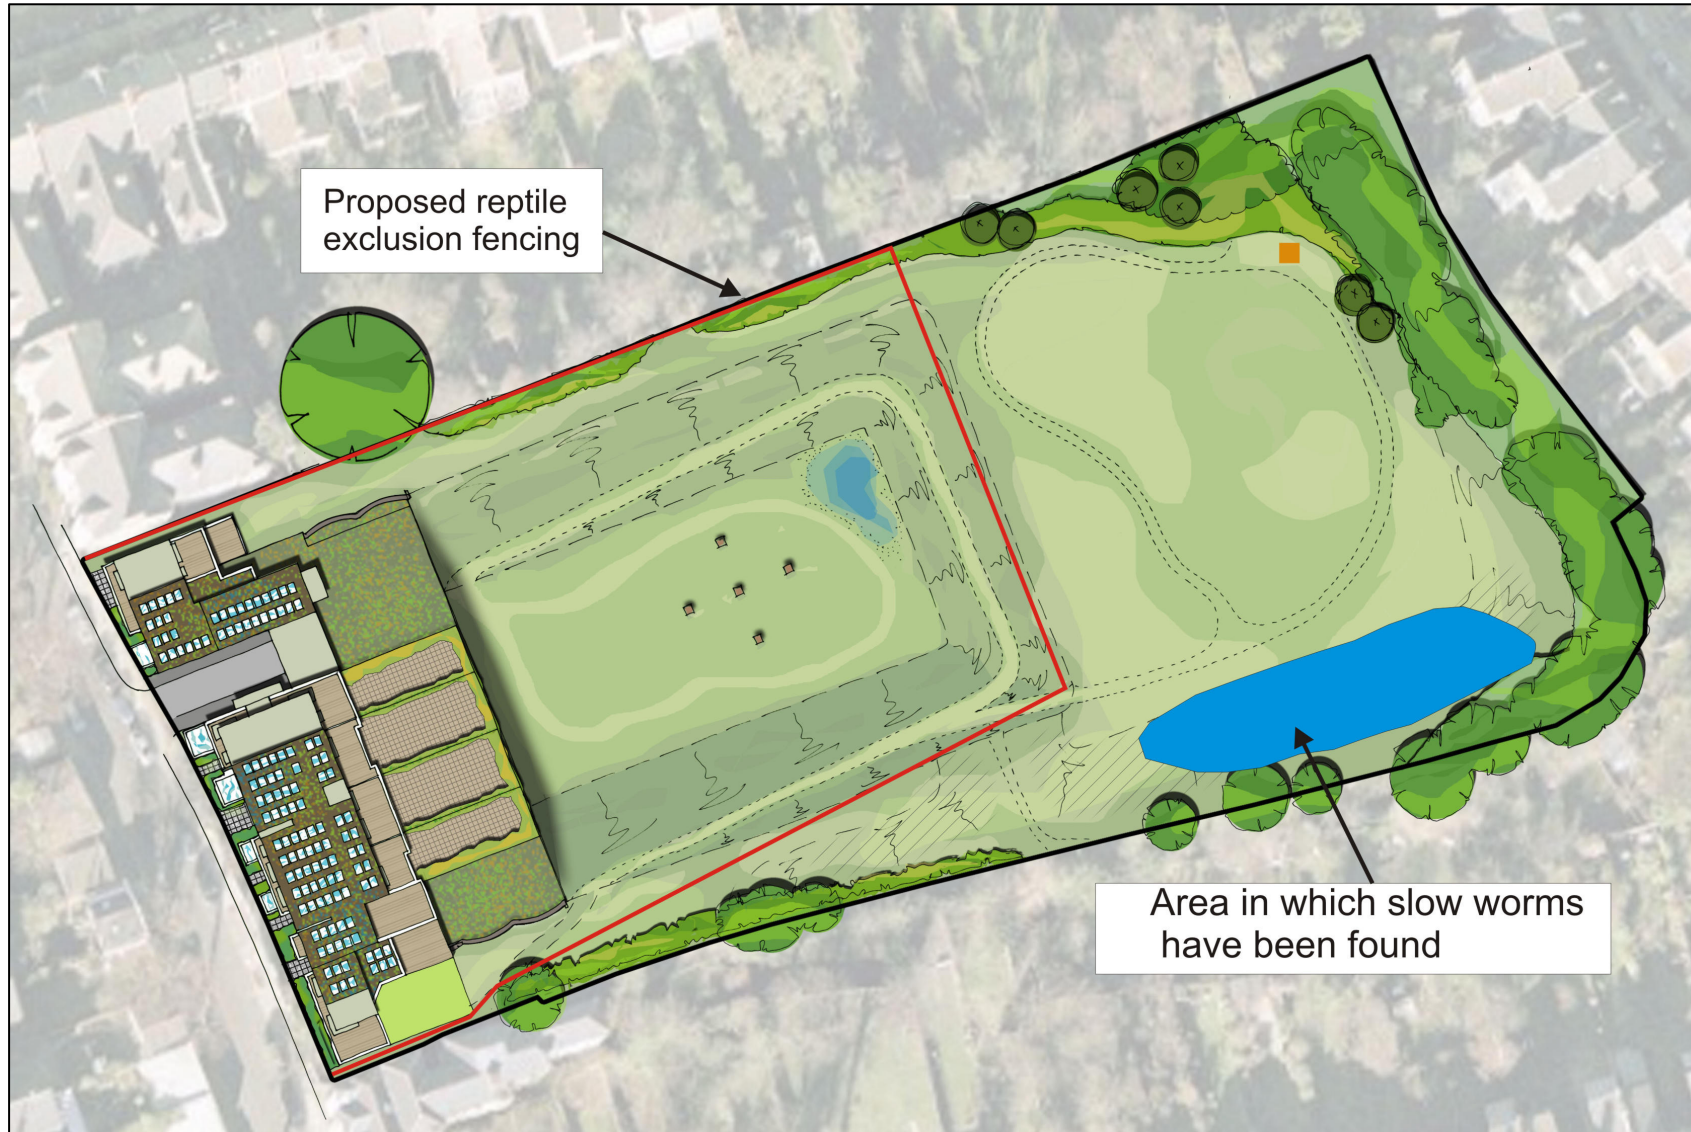 Proposed reptile
exclusion fencing
Area in which slow worms
have been found